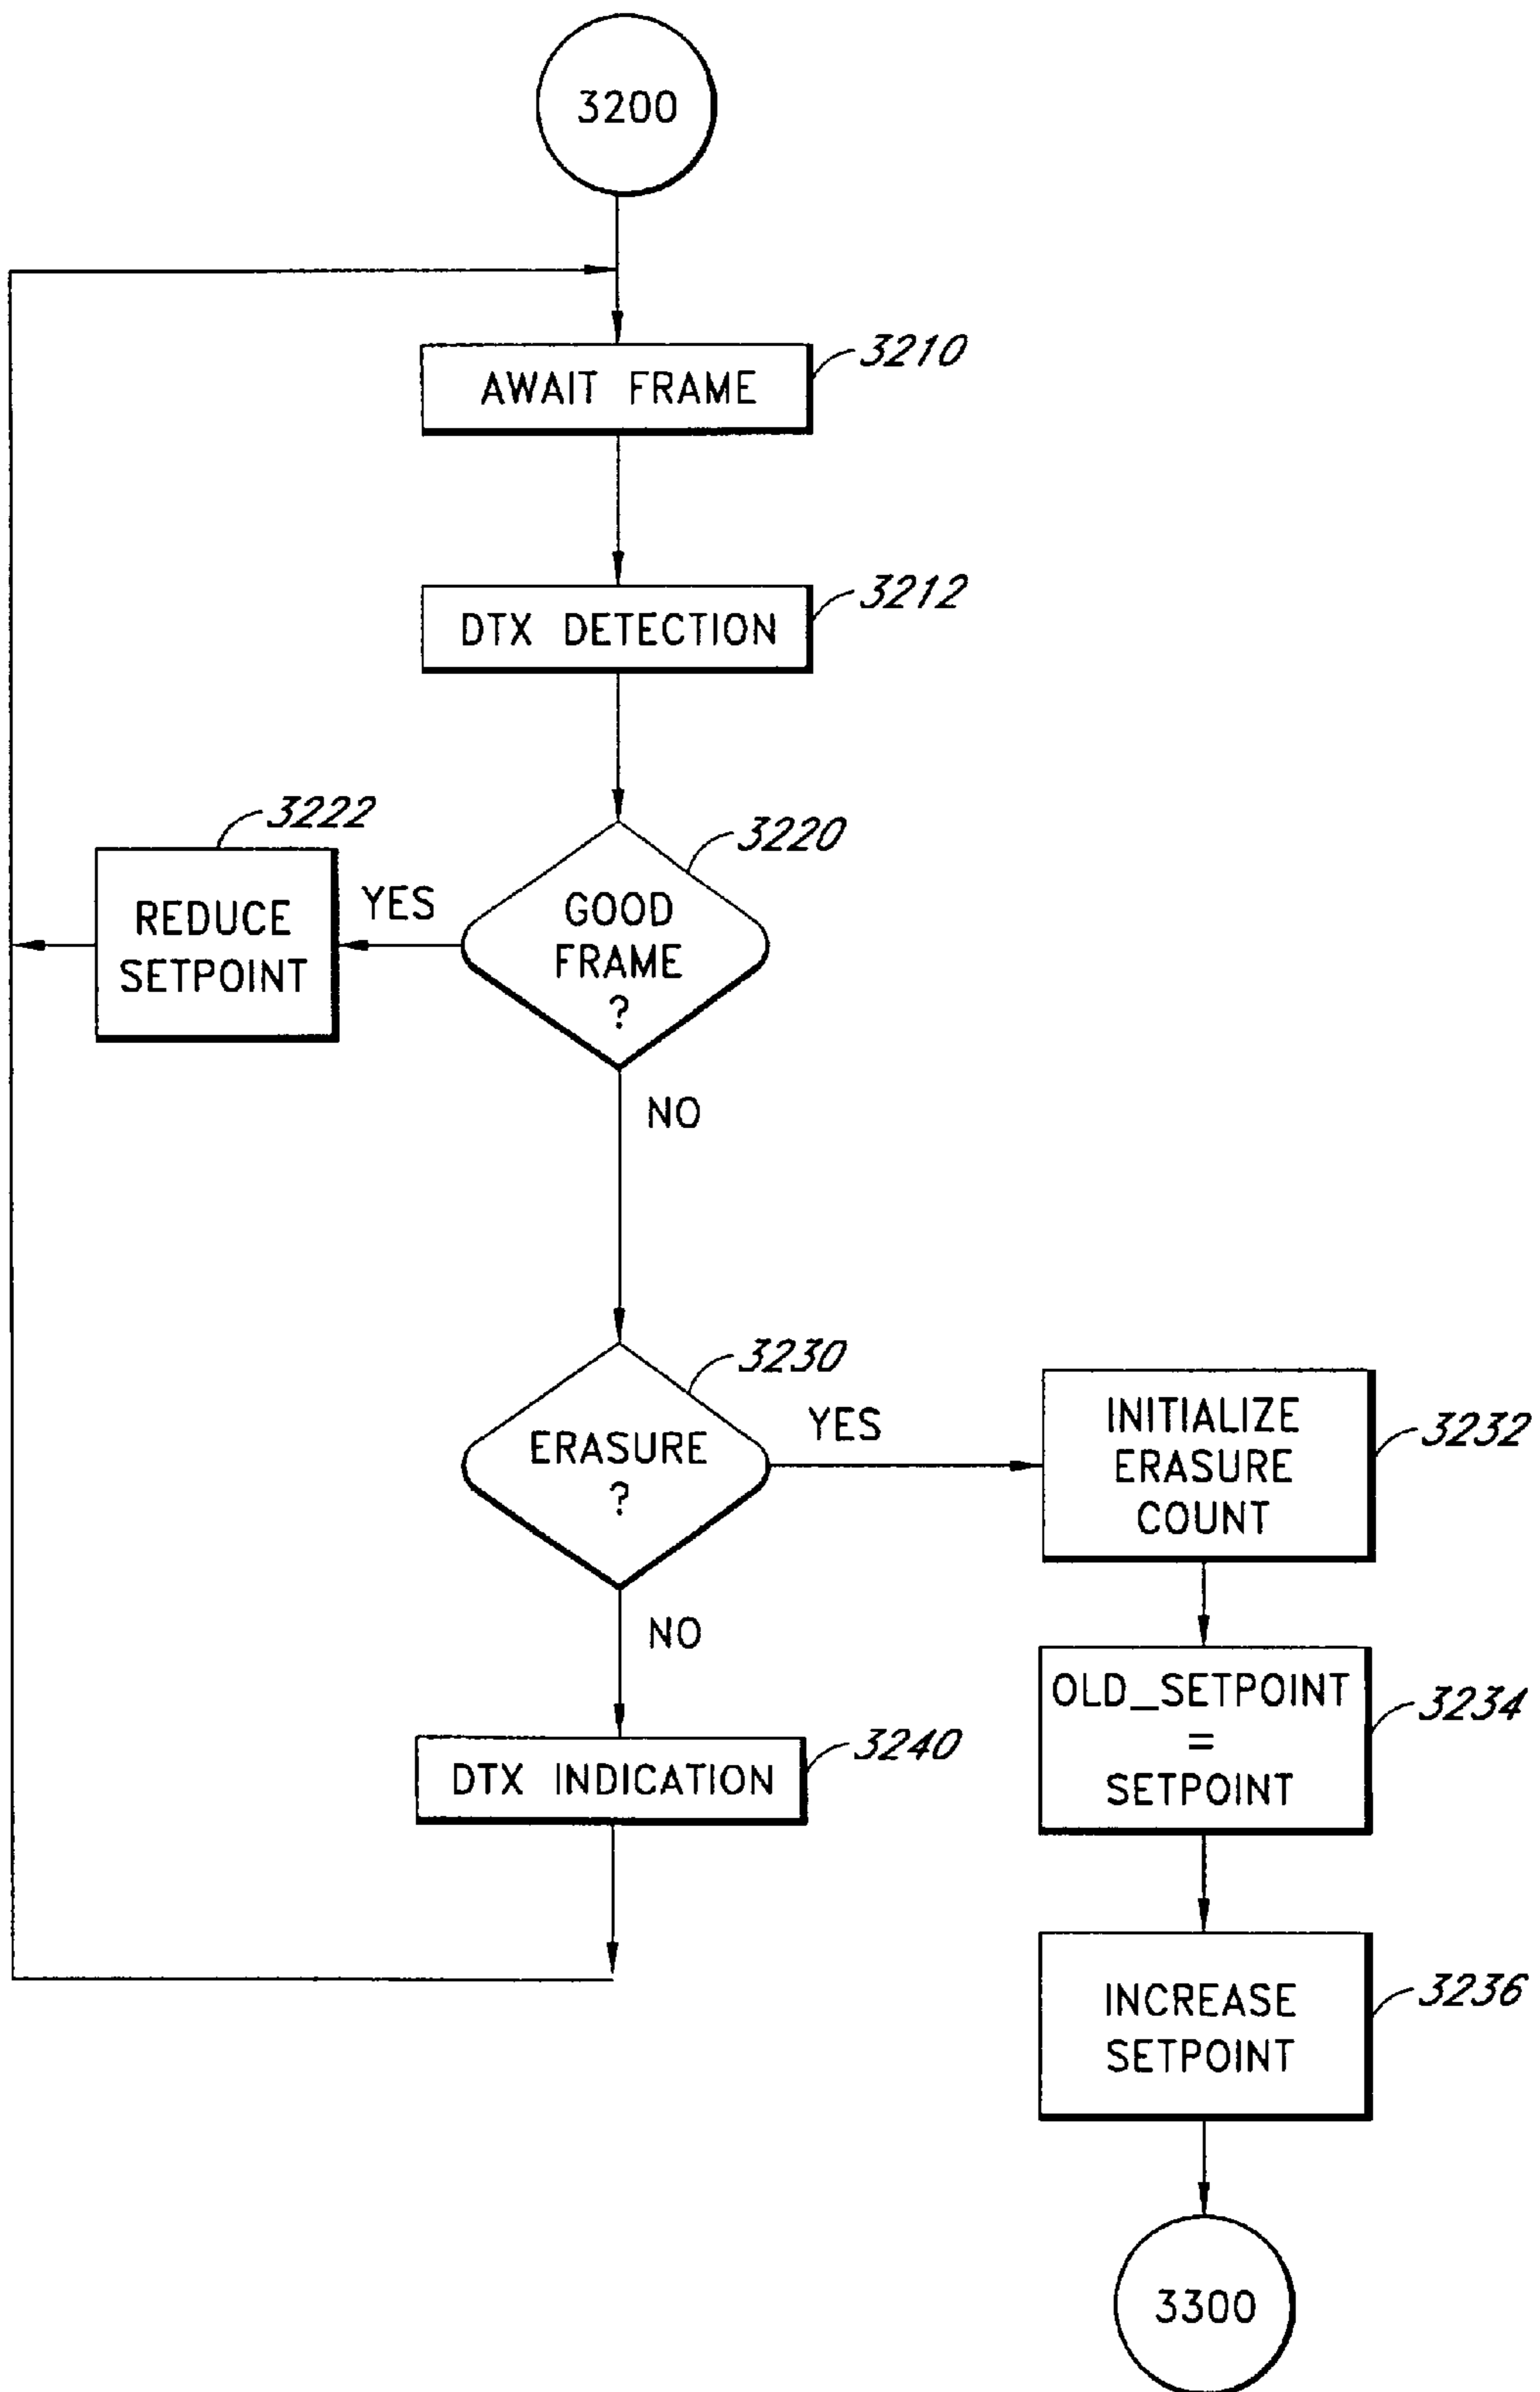 3200
3210
AWAIT FRAME
3212
DTX DETECTION
3222
3220
REDUCE
SETPOINT
YES
GOOD
FRAME
?
NO
3230
ERASURE
?
YES
INITIALIZE
ERASURE
COUNT
3232
NO
OLD_SETPOINT
=
SETPOINT
3234
3240
DTX INDICATION
INCREASE
SETPOINT
3236
3300